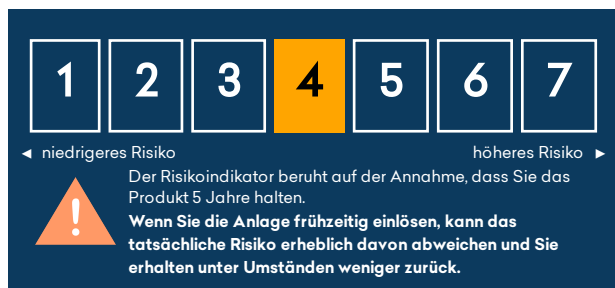 1 2 3 4 5 6 7
◄ niedrigeres Risiko höheres Risiko ►
!
Der Risikoindikator beruht auf der Annahme, dass Sie das
Produkt 5 Jahre halten.
Wenn Sie die Anlage frühzeitig einlösen, kann das
tatsächliche Risiko erheblich davon abweichen und Sie
erhalten unter Umständen weniger zurück.